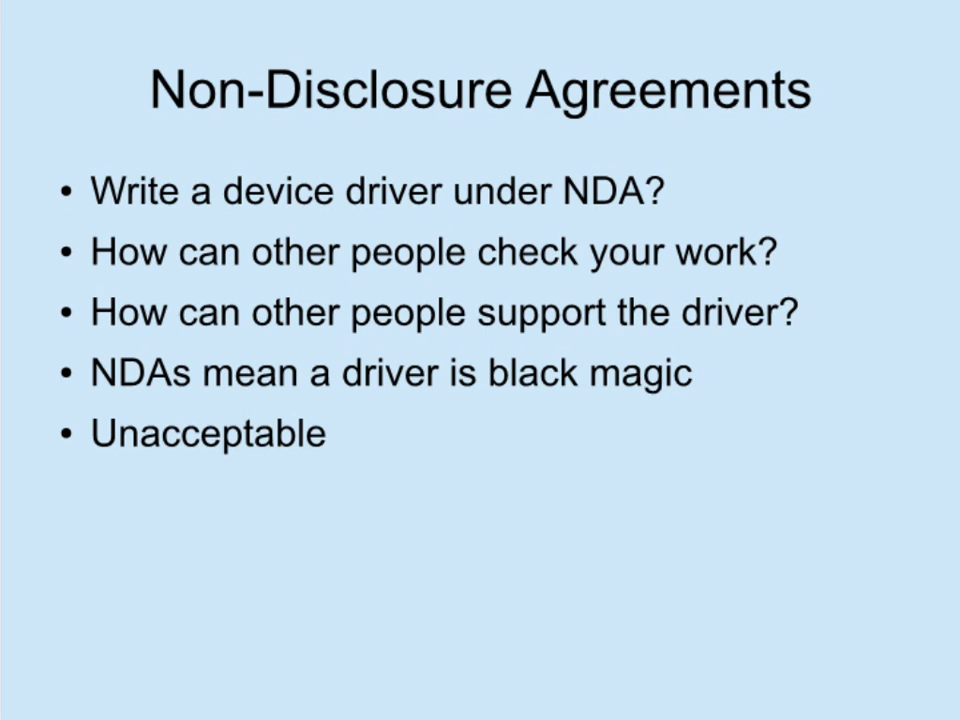 Non-Disclosure Agreements
• Write a device driver under NDA?
• How can other people check your work?
• How can other people support the driver?
• NDAs mean a driver is black magic
• Unacceptable